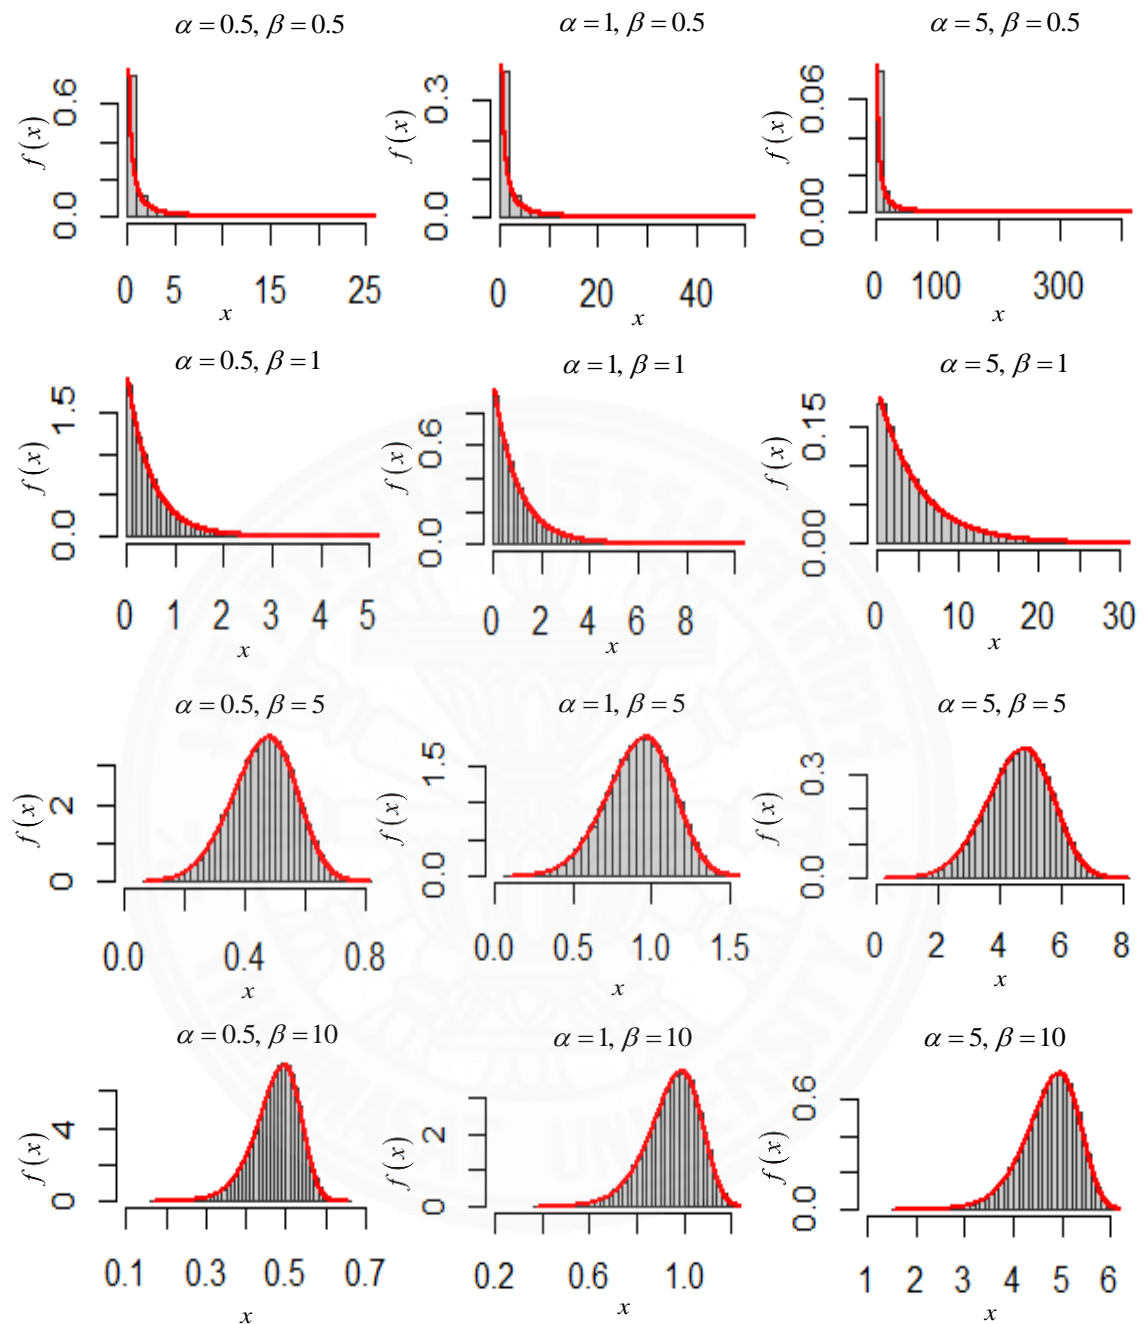 α = 0.5, β = 0.5
f(x)
0.0 0.6
0 5 15 25
x
α = 1, β = 0.5
f(x)
0.0 0.3
0 20 40
x
α = 5, β = 0.5
f(x)
0.00 0.06
0 100 300
x
α = 0.5, β = 1
f(x)
0.0 1.5
0 1 2 3 4 5
x
α = 1, β = 1
f(x)
0.0 0.6
0 2 4 6 8
x
α = 5, β = 1
f(x)
0.00 0.15
0 10 20 30
x
α = 0.5, β = 5
f(x)
0 2
0.0 0.4 0.8
x
α = 1, β = 5
f(x)
0.0 1.5
0.0 0.5 1.0 1.5
x
α = 5, β = 5
f(x)
0.0 0.3
0 2 4 6 8
x
α = 0.5, β = 10
f(x)
0 4
0.1 0.3 0.5 0.7
x
α = 1, β = 10
f(x)
0 2
0.2 0.6 1.0
x
α = 5, β = 10
f(x)
0.0 0.6
1 2 3 4 5 6
x